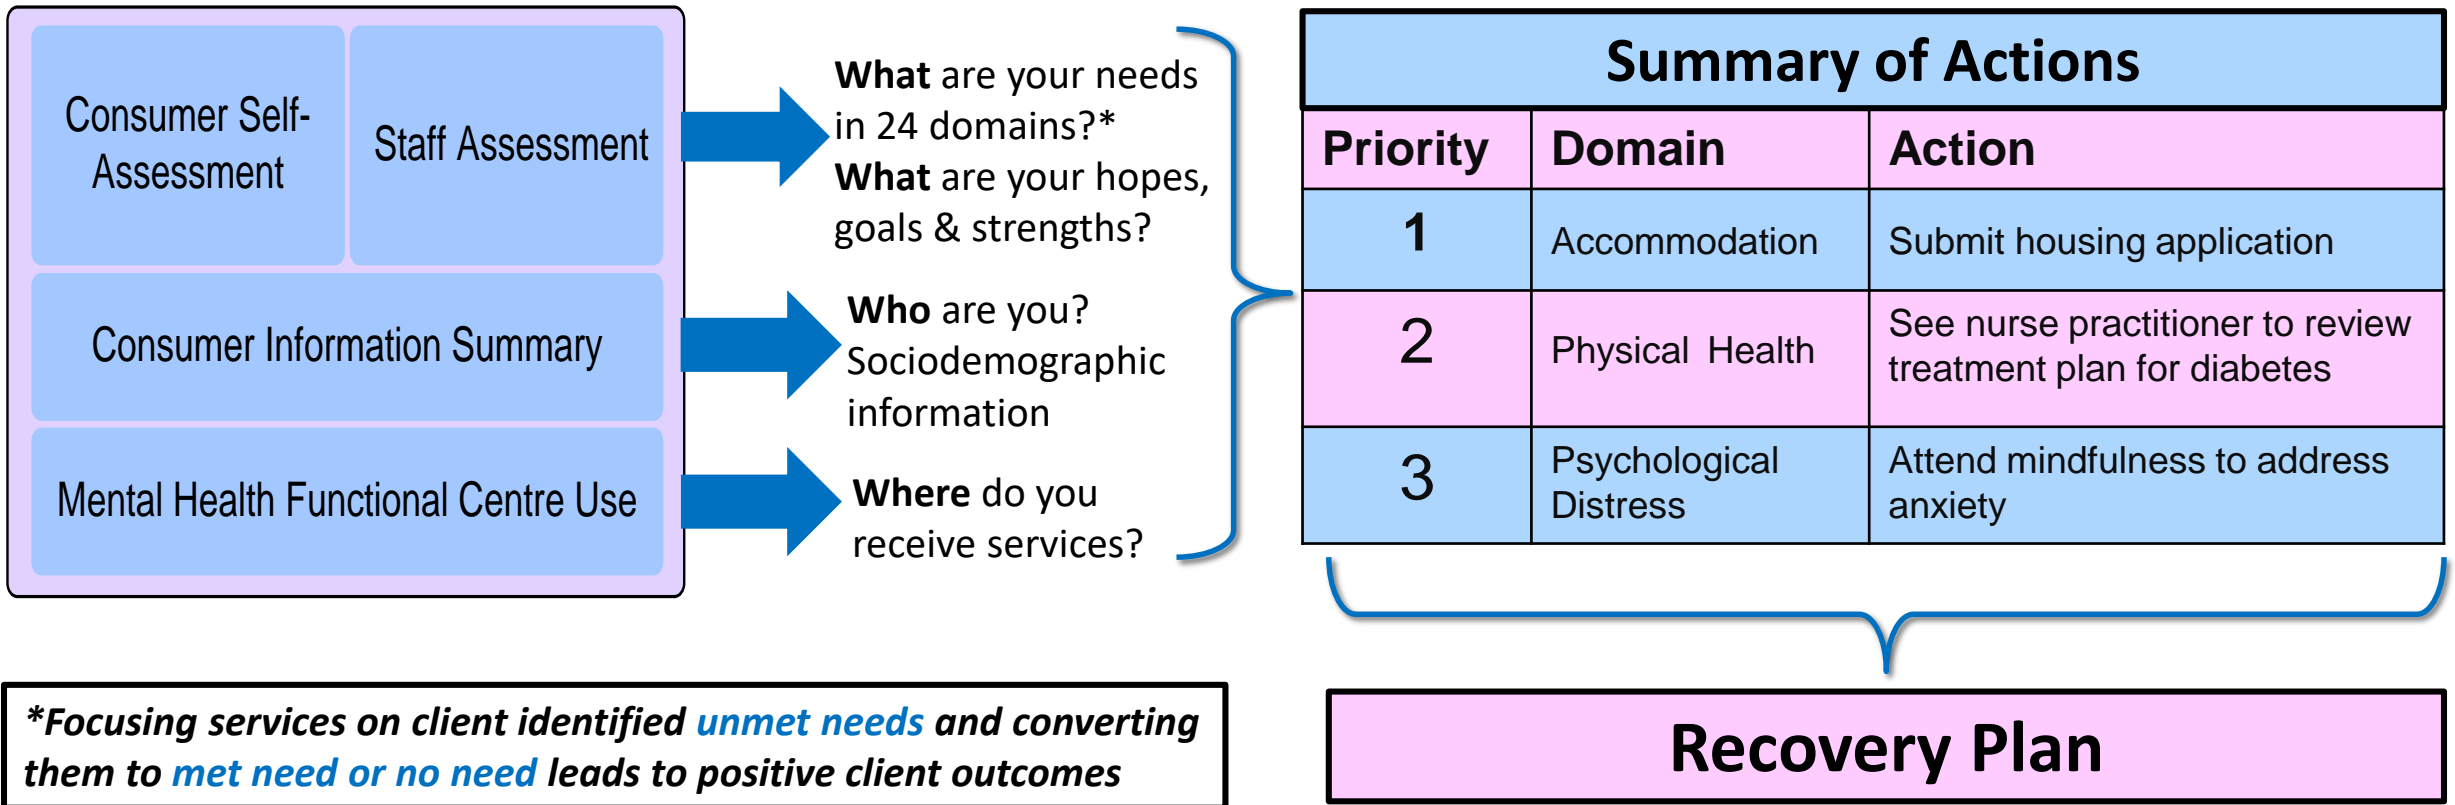 Consumer Self-
Assessment
Staff Assessment
Consumer Information Summary
Mental Health Functional Centre Use
What are your needs
in 24 domains?*
What are your hopes,
goals & strengths?
Who are you?
Sociodemographic
information
Where do you
receive services?
Summary of Actions
Priority Domain Action
1 Accommodation Submit housing application
2 Physical Health See nurse practitioner to review
treatment plan for diabetes
3 Psychological
Distress
Attend mindfulness to address
anxiety
*Focusing services on client identified unmet needs and converting
them to met need or no need leads to positive client outcomes
Recovery Plan